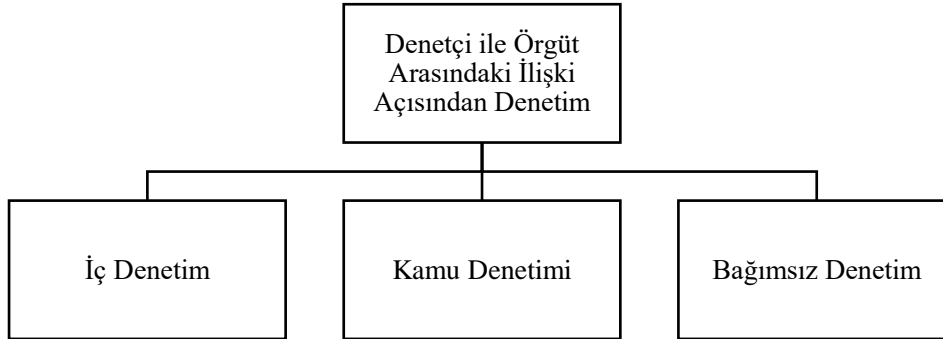 Denetçi ile Örgüt
Arasındaki İlişki
Açısından Denetim
İç Denetim
Kamu Denetimi
Bağımsız Denetim